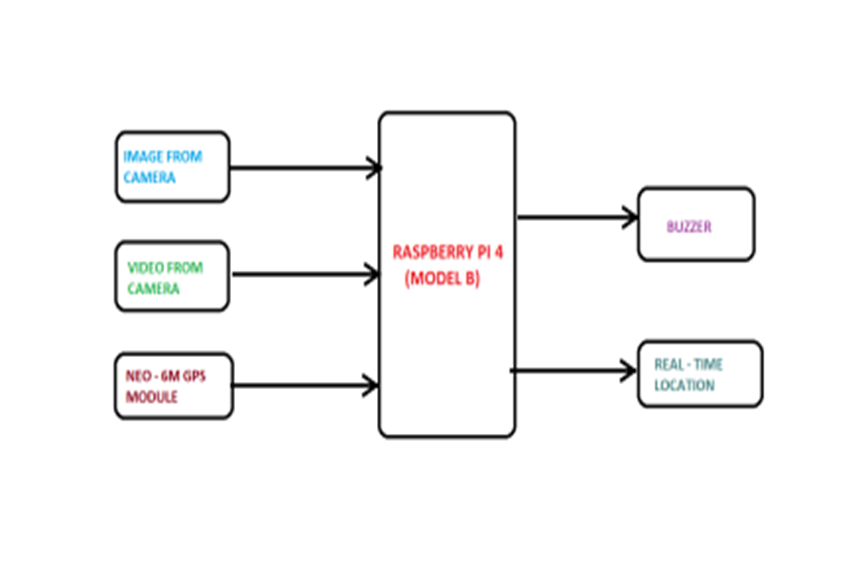 IMAGE FROM
CAMERA
VIDEO FROM
CAMERA
NEO - 6M GPS
MODULE
RASPBERRY PI 4
(MODEL B)
BUZZER
REAL - TIME
LOCATION